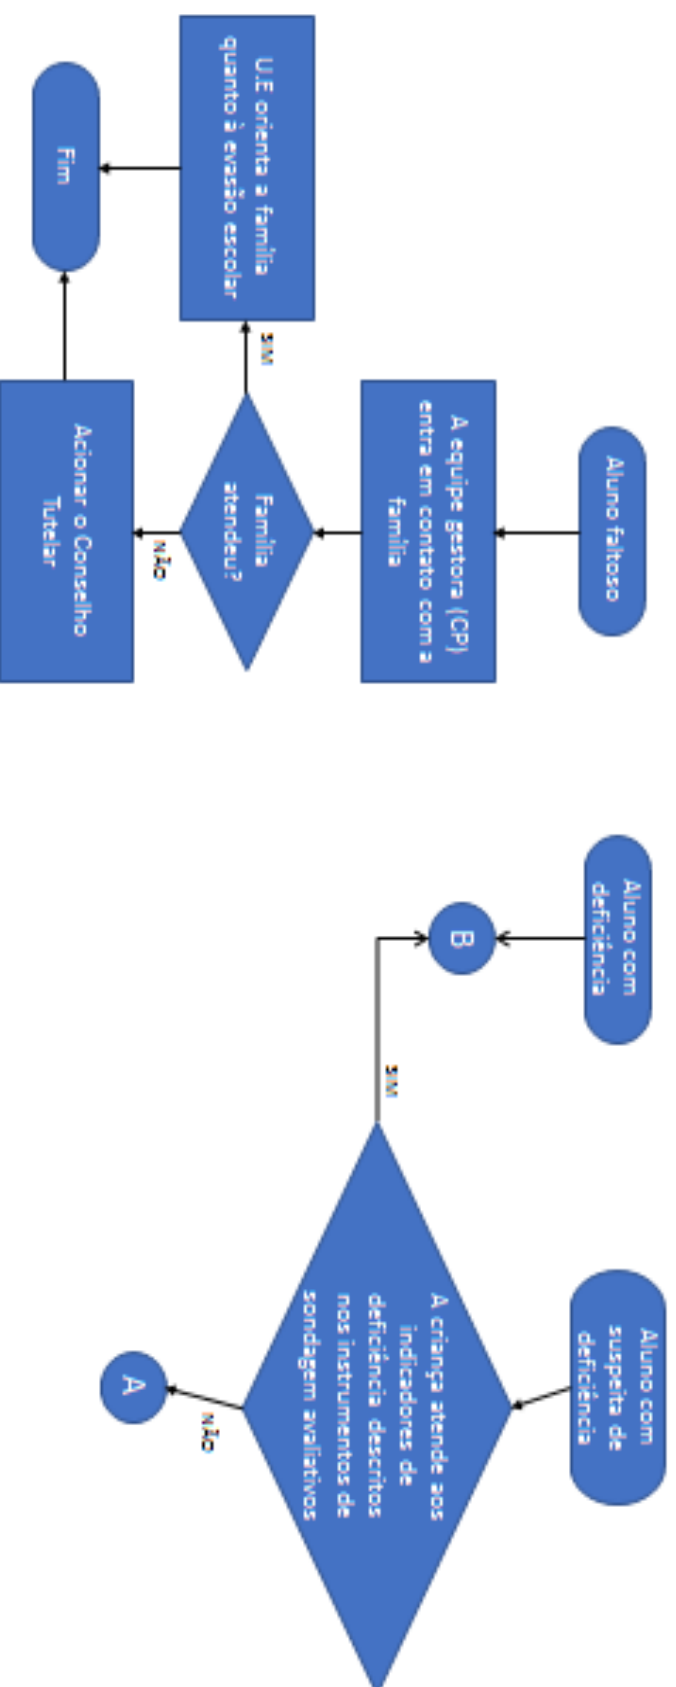 Aluno faltoso
A equipe gestora (CP)
entra em contato com a
família
Família
atendeu?
SIM
NÃO
U.E orienta a família
quanto à evasão escolar
Acionar o Conselho
Tutelar
Fim
Aluno com
deficiência
B
SIM
Aluno com
suspeita de
deficiência
A criança atende aos
indicadores de
deficiência descritos
nos instrumentos de
sondagem avaliativos
NÃO
A